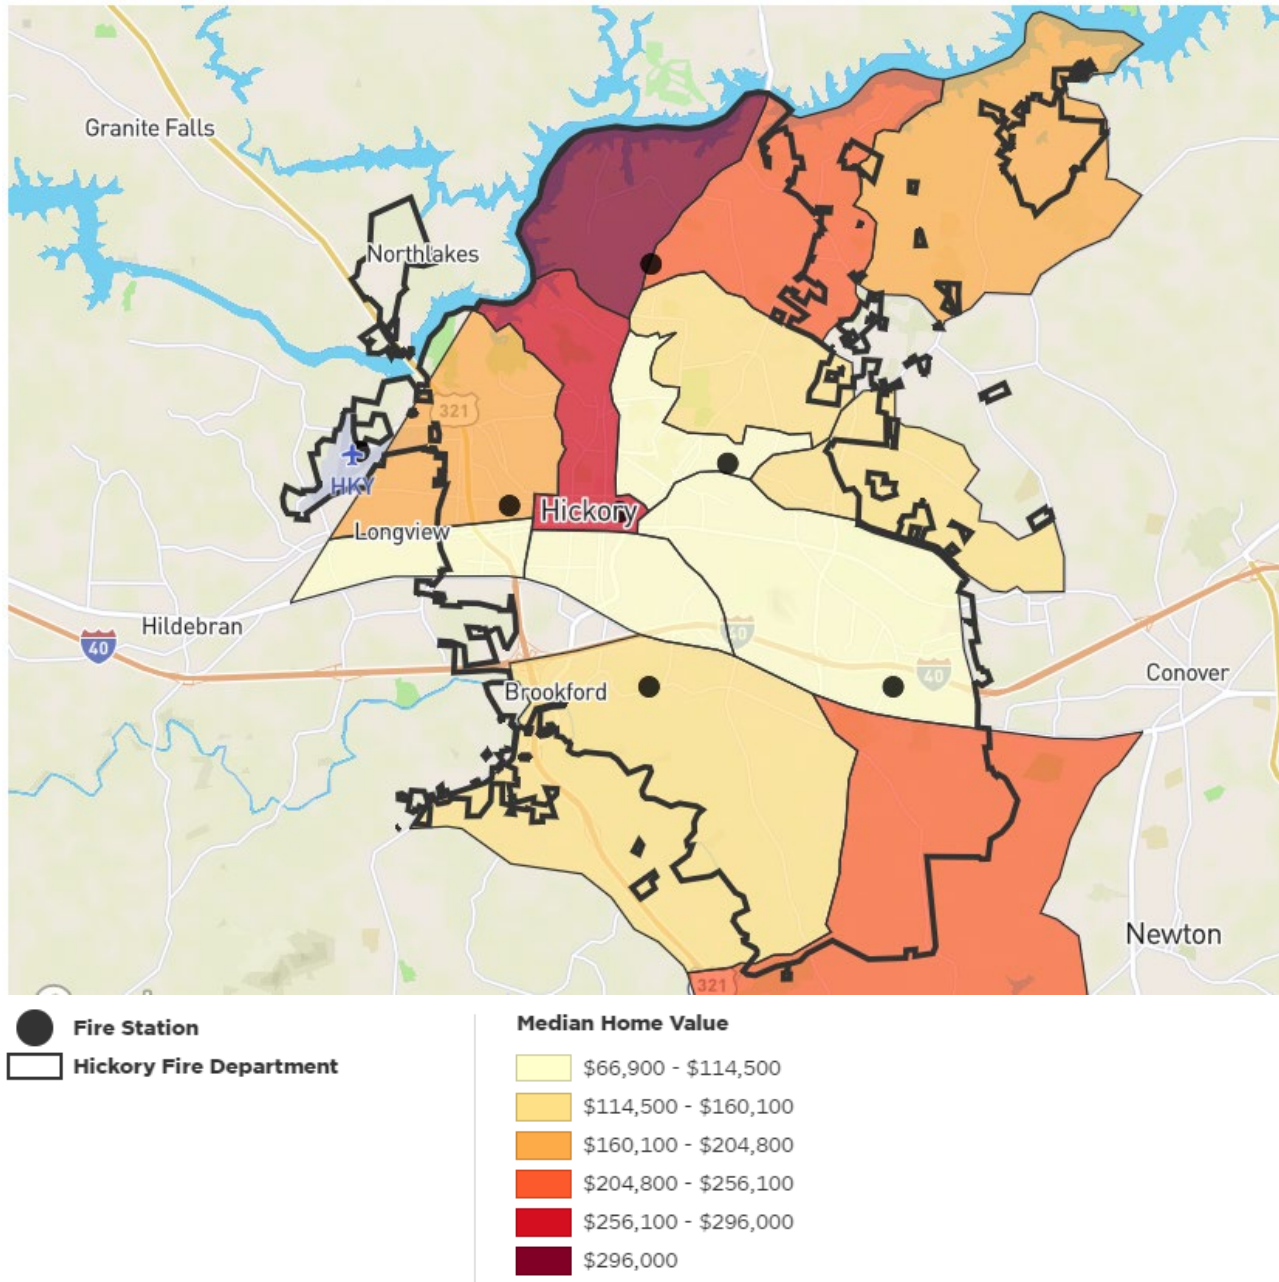 Granite Falls
Northlakes
321
HKY
Hickory
Longview
Hildebran
40
40
40
Brookford
Conover
Newton
321
Fire Station
Hickory Fire Department
Median Home Value
$66,900 - $114,500
$114,500 - $160,100
$160,100 - $204,800
$204,800 - $256,100
$256,100 - $296,000
$296,000